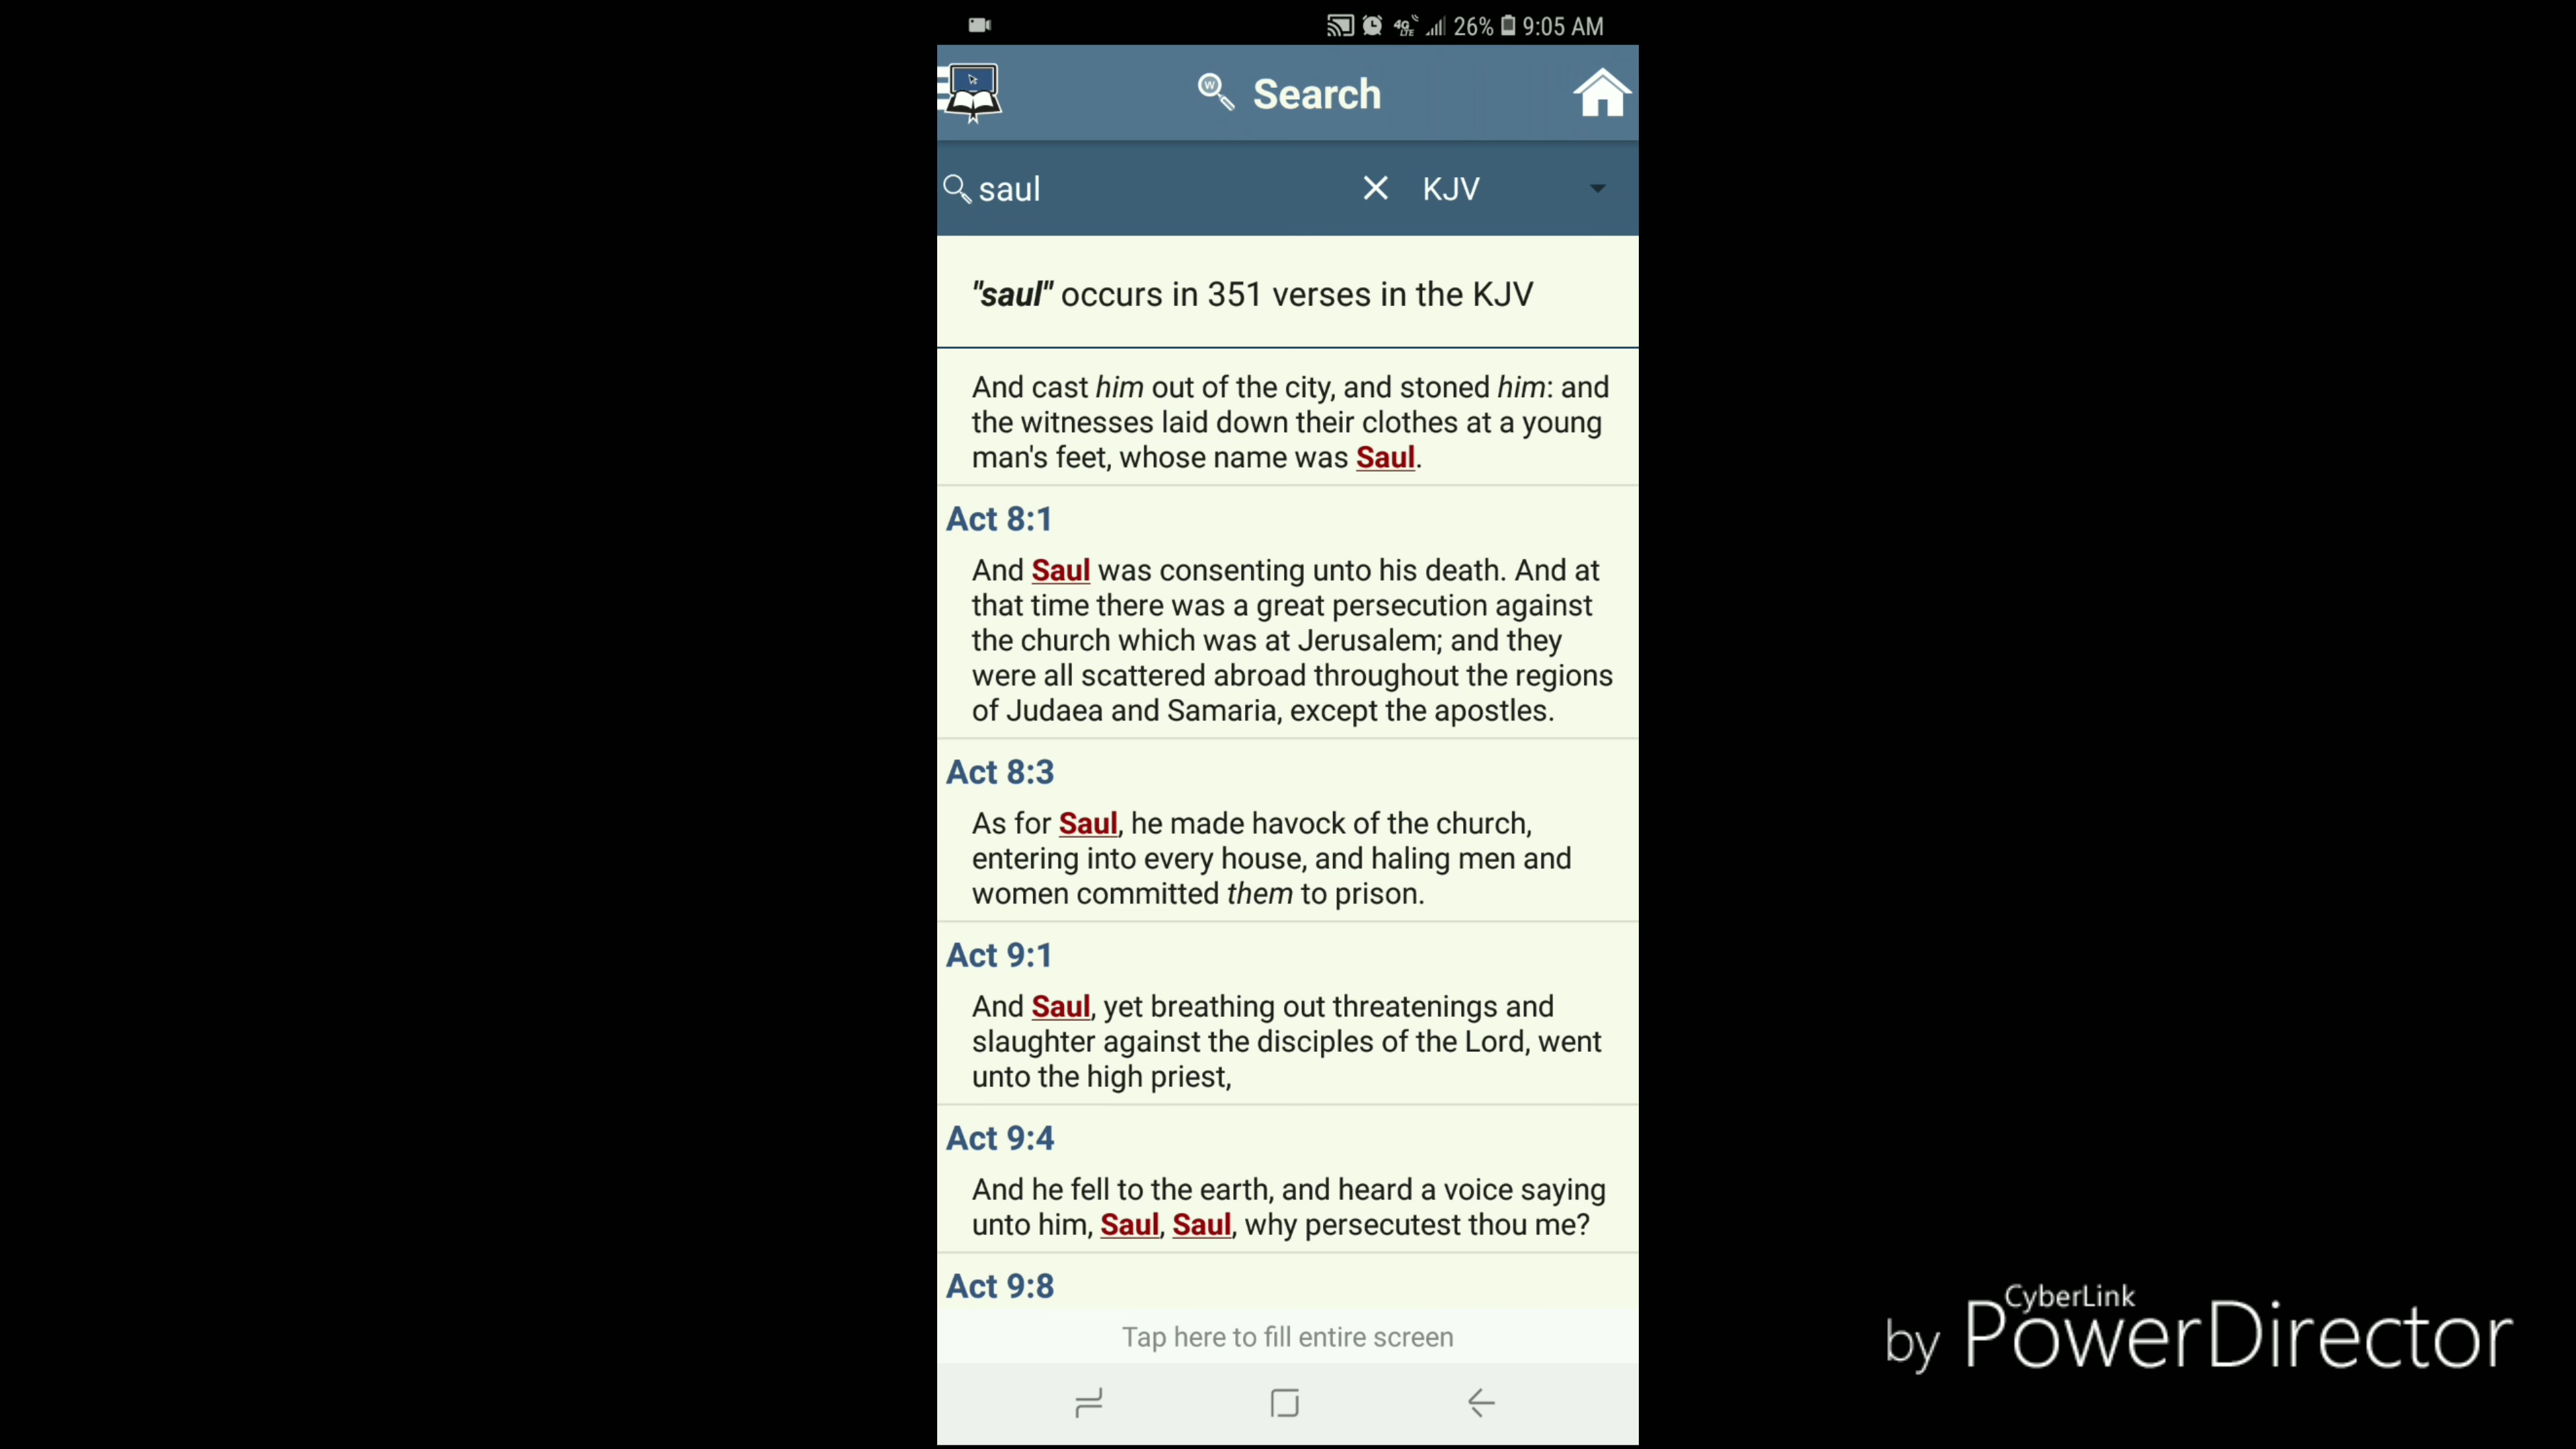 4G LTE 26% 9:05 AM
W Search
saul KJV
"saul" occurs in 351 verses in the KJV
And cast him out of the city, and stoned him: and
the witnesses laid down their clothes at a young
man's feet, whose name was Saul.
Act 8:1
And Saul was consenting unto his death. And at
that time there was a great persecution against
the church which was at Jerusalem; and they
were all scattered abroad throughout the regions
of Judaea and Samaria, except the apostles.
Act 8:3
As for Saul, he made havock of the church,
entering into every house, and haling men and
women committed them to prison.
Act 9:1
And Saul, yet breathing out threatenings and
slaughter against the disciples of the Lord, went
unto the high priest,
Act 9:4
And he fell to the earth, and heard a voice saying
unto him, Saul, Saul, why persecutest thou me?
Act 9:8
Tap here to fill entire screen
CyberLink
by PowerDirector